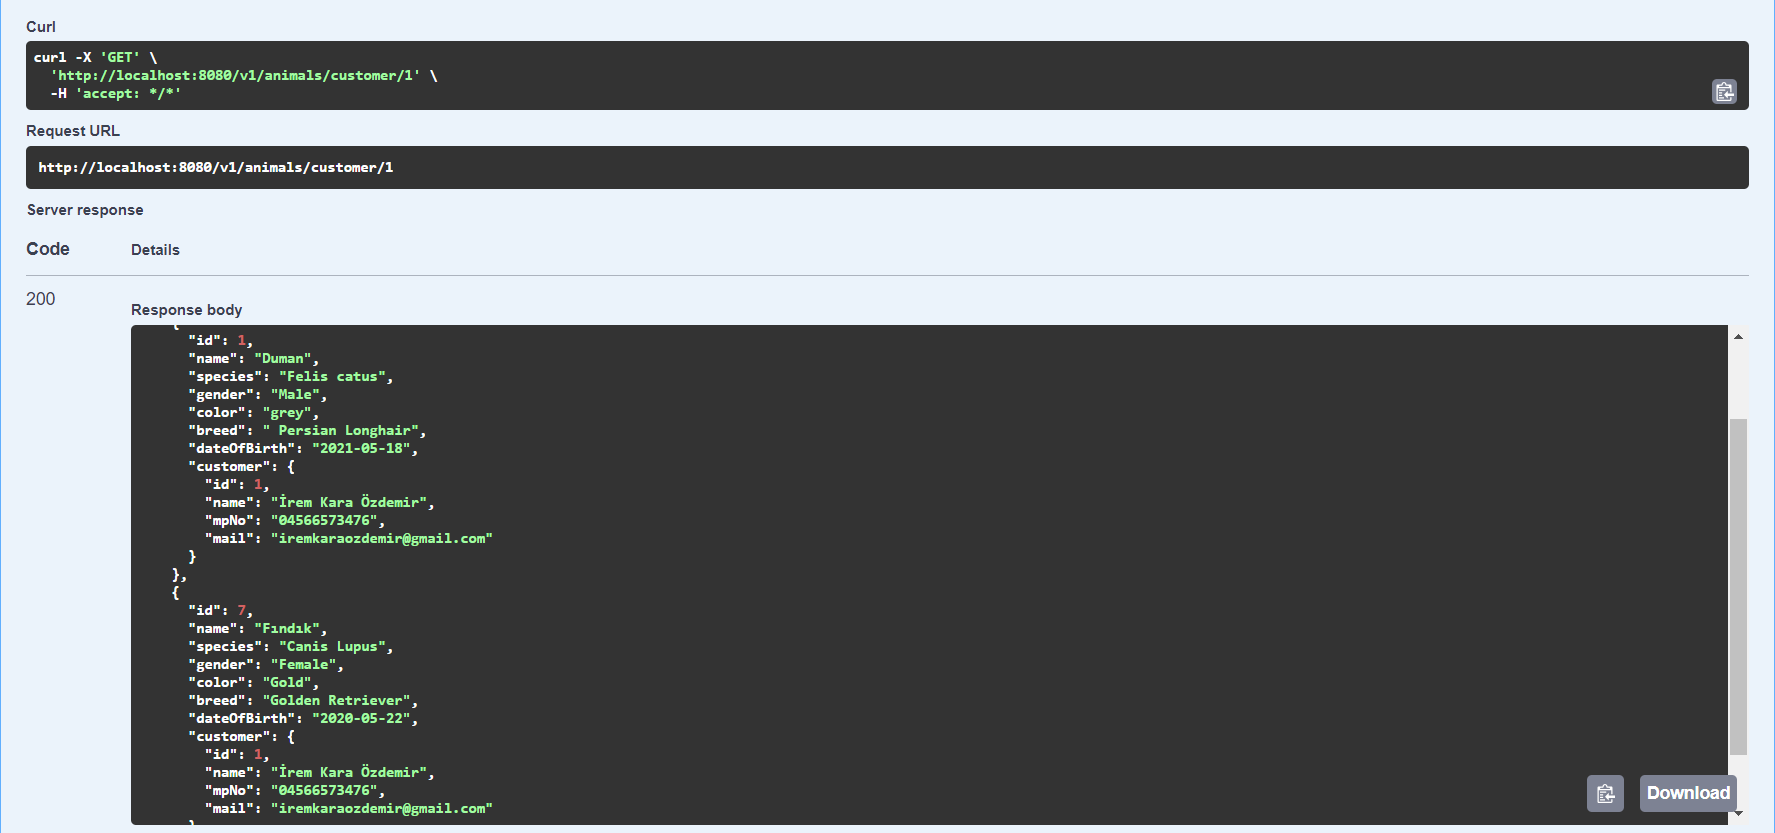 Curl
curl -X 'GET' \
'http://localhost:8080/v1/animals/customer/1' \
-H 'accept: */*'
Request URL
http://localhost:8080/v1/animals/customer/1
Server response
Code Details
200
Response body
{
"id": 1,
"name": "Duman",
"species": "Felis catus",
"gender": "Male",
"color": "grey",
"breed": " Persian Longhair",
"dateOfBirth": "2021-05-18",
"customer": {
"id": 1,
"name": "İrem Kara Özdemir",
"mpNo": "04566573476",
"mail": "iremkaraozdemir@gmail.com"
}
},
{
"id": 7,
"name": "Fındık",
"species": "Canis Lupus",
"gender": "Female",
"color": "Gold",
"breed": "Golden Retriever",
"dateOfBirth": "2020-05-22",
"customer": {
"id": 1,
"name": "İrem Kara Özdemir",
"mpNo": "04566573476",
"mail": "iremkaraozdemir@gmail.com"
}
Download